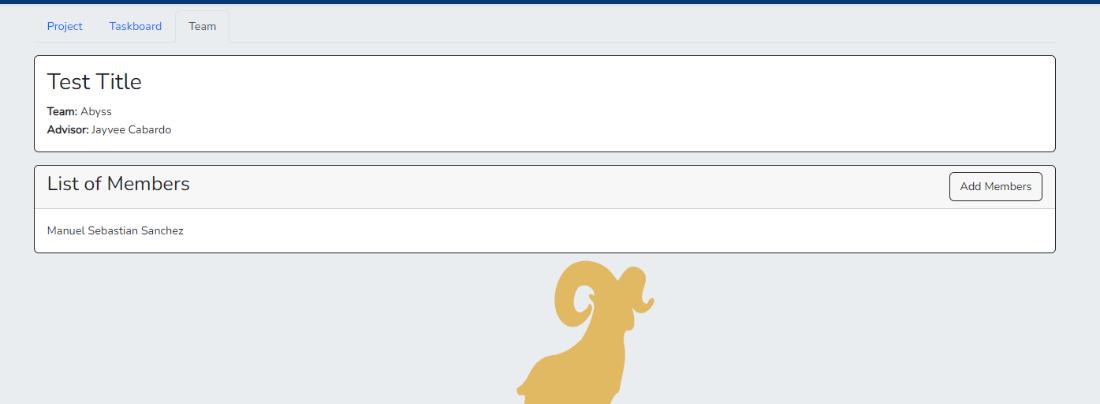 Project Taskboard Team
Test Title
Team: Abyss
Advisor: Jayvee Cabardo
List of Members Add Members
Manuel Sebastian Sanchez